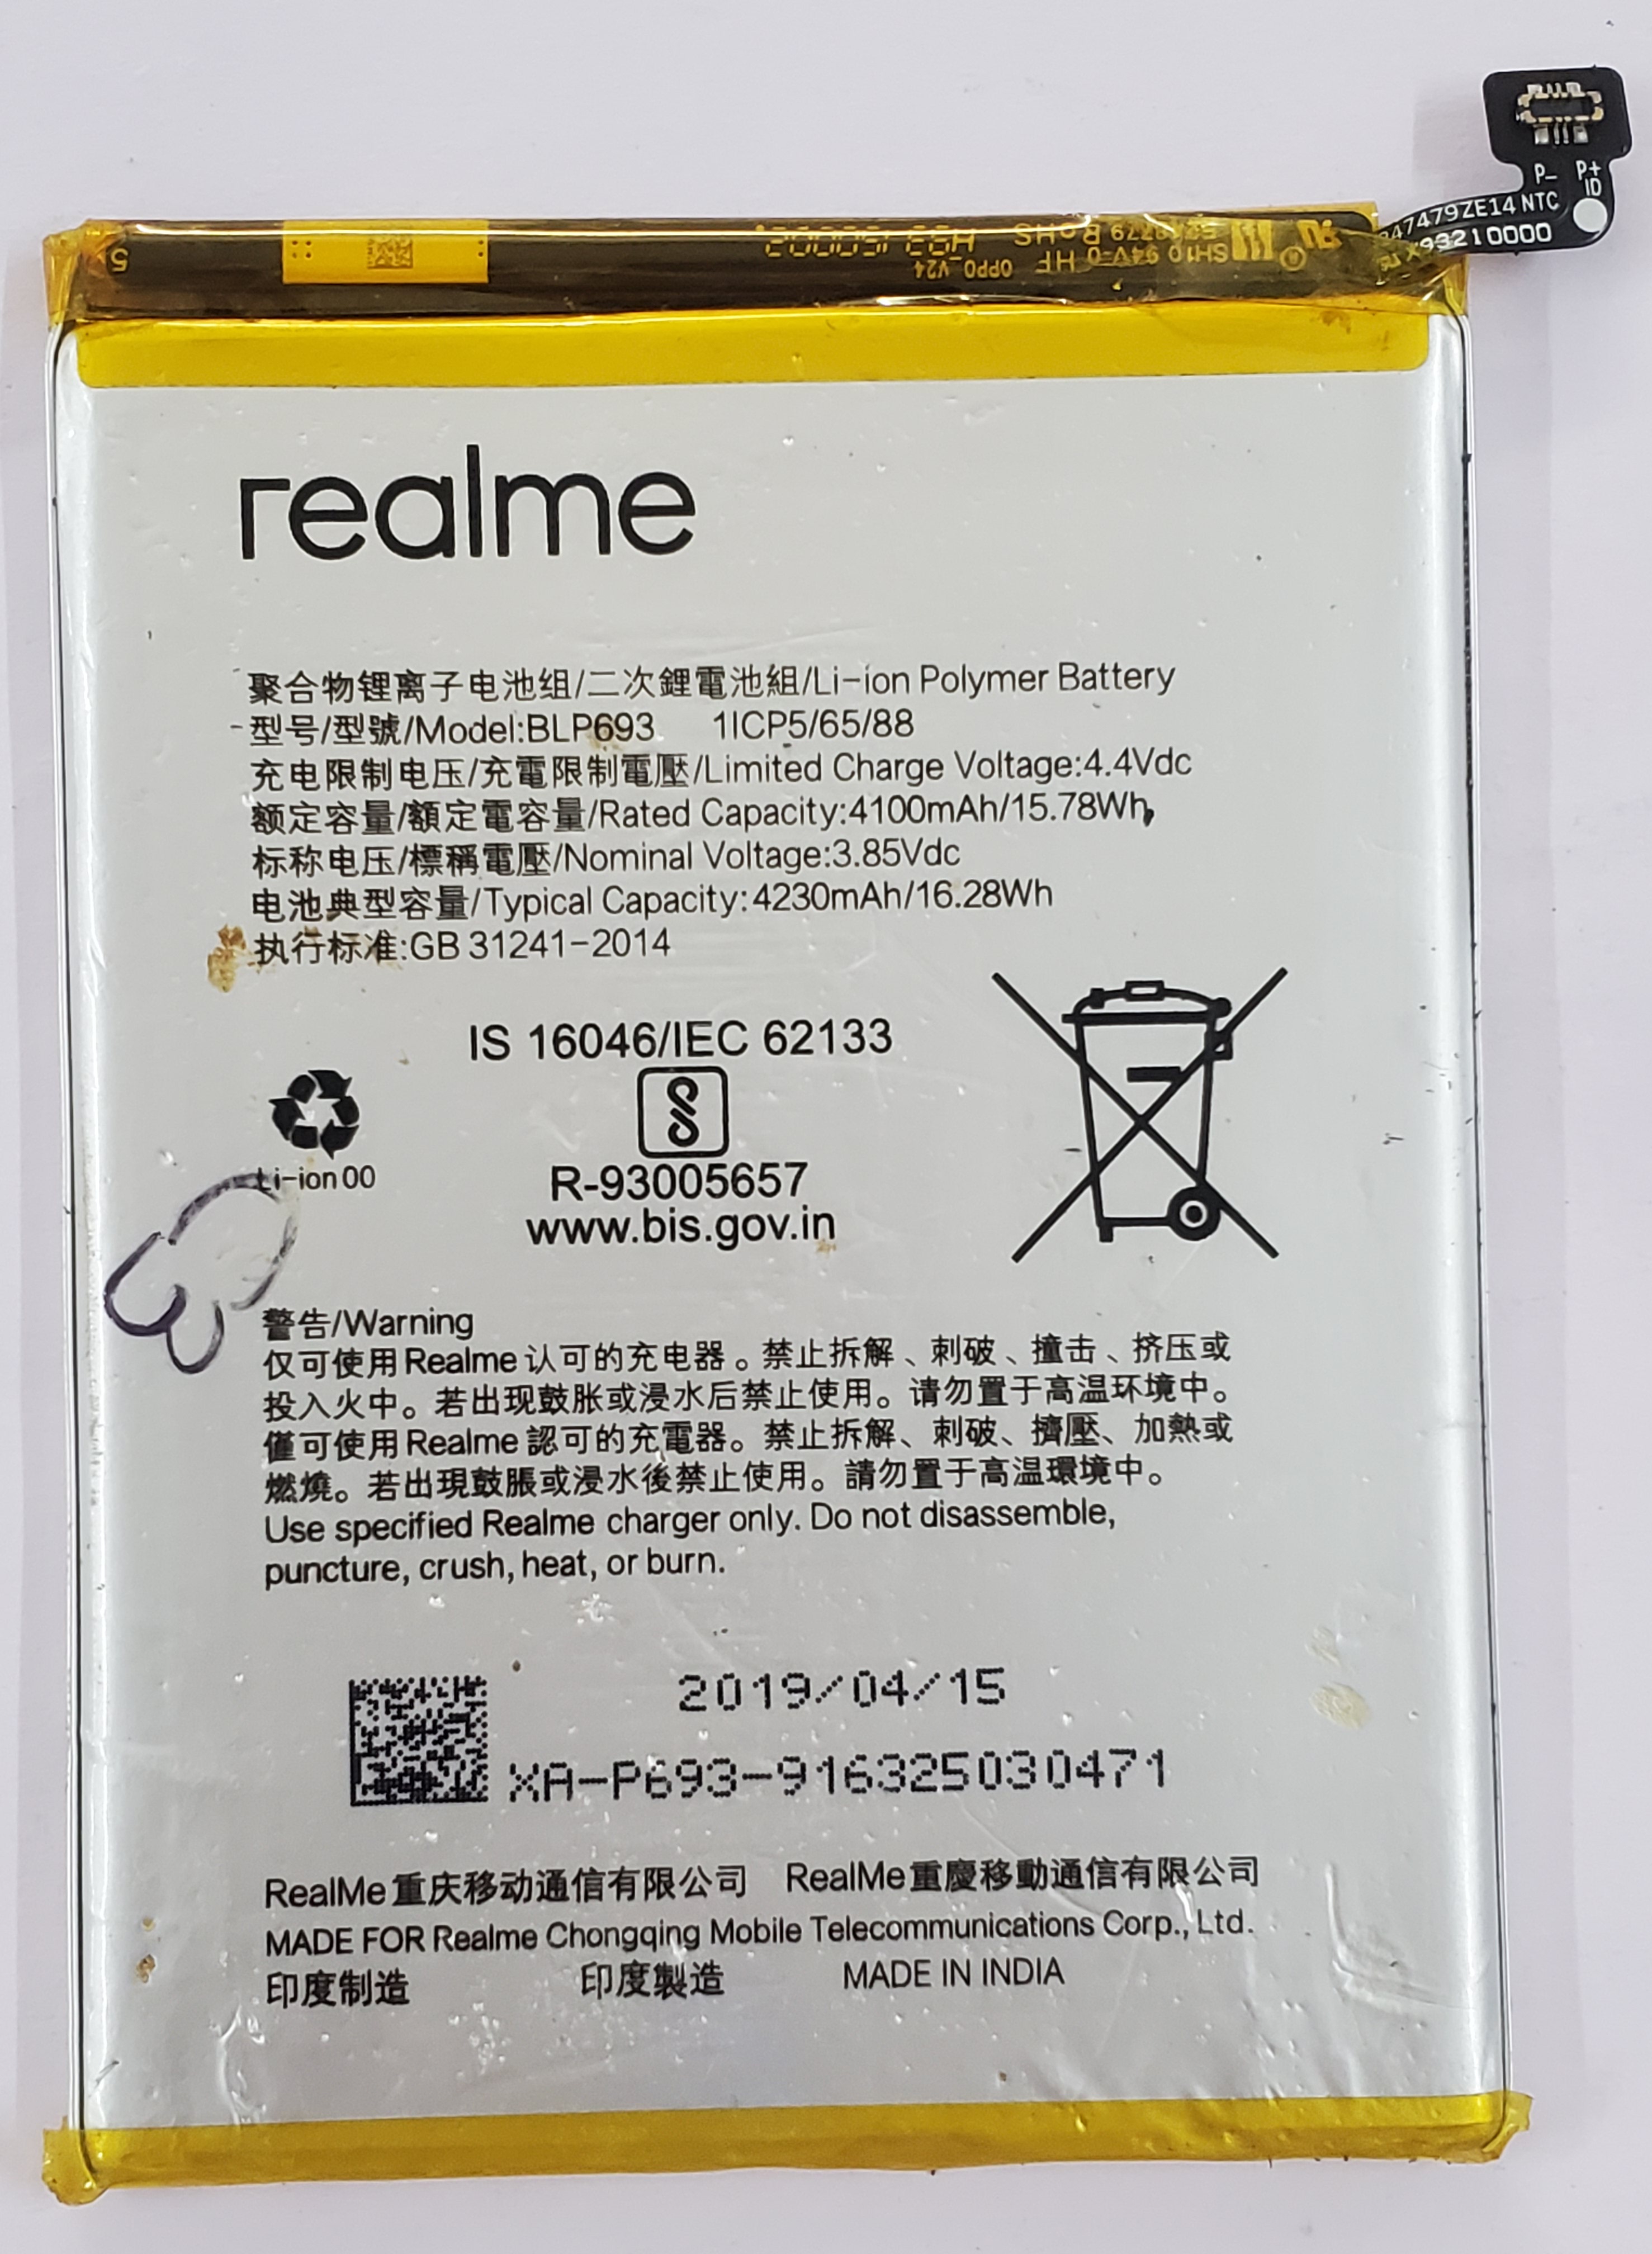 P- P+
ID
47479ZE14 NTC
93210000
OPPO_V24
SH10 94V-0 HF
RoHS
5
realme
聚合物锂离子电池组/二次鋰電池組/Li-ion Polymer Battery
型号/型號/Model:BLP693 1ICP5/65/88
充电限制电压/充電限制電壓/Limited Charge Voltage:4.4Vdc
额定容量/額定電容量/Rated Capacity:4100mAh/15.78Wh
标称电压/標稱電壓/Nominal Voltage:3.85Vdc
电池典型容量/Typical Capacity:4230mAh/16.28Wh
执行标准:GB 31241-2014
IS 16046/IEC 62133
Li-ion 00
R-93005657
www.bis.gov.in
警告/Warning
仅可使用Realme认可的充电器。禁止拆解、刺破、撞击、挤压或
投入火中。若出现鼓胀或浸水后禁止使用。请勿置于高温环境中。
僅可使用Realme認可的充電器。禁止拆解、刺破、擠壓、加熱或
燃燒。若出現鼓脹或浸水後禁止使用。請勿置于高温環境中。
Use specified Realme charger only. Do not disassemble,
puncture, crush, heat, or burn.
2019/04/15
XA-P693-916325030471
RealMe重庆移动通信有限公司 RealMe重慶移動通信有限公司
MADE FOR Realme Chongqing Mobile Telecommunications Corp., Ltd.
印度制造 印度製造 MADE IN INDIA